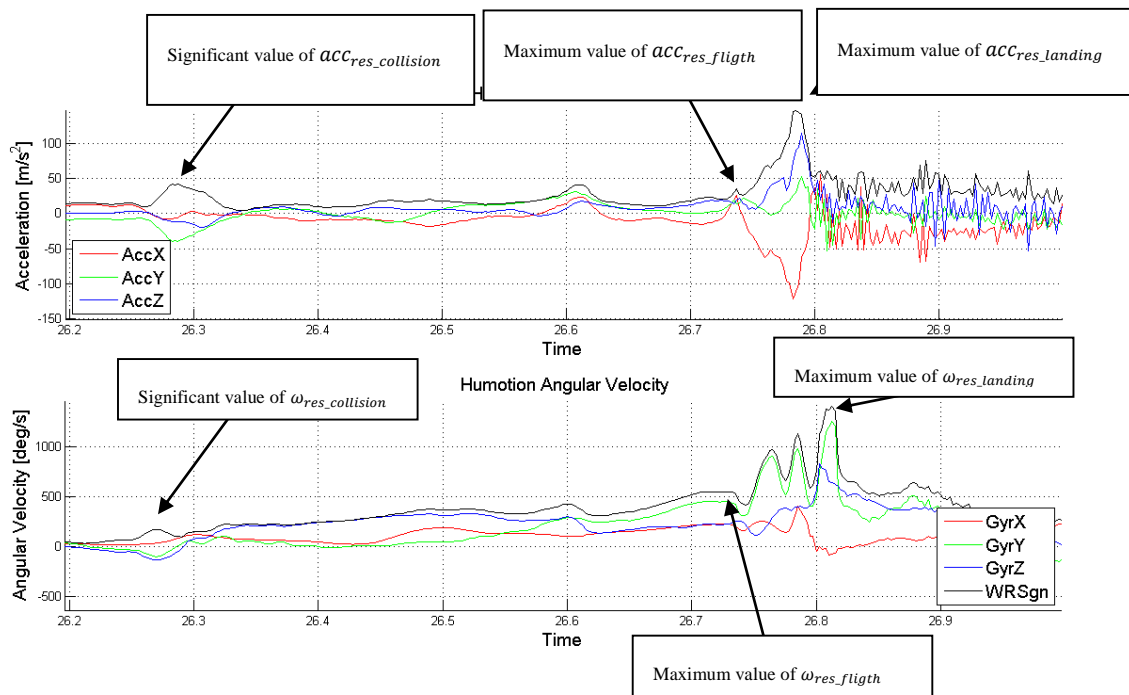 Significant value of acc_res_collision
Maximum value of acc_res_fligth
Maximum value of acc_res_landing
Acceleration [m/s²]
100
50
0
-50
-100
-150
AccX
AccY
AccZ
26.2 26.3 26.4 26.5 26.6 26.7 26.8 26.9
Time
Significant value of ω_res_collision
Humotion Angular Velocity
Maximum value of ω_res_landing
Angular Velocity [deg/s]
1000
500
0
-500
GyrX
GyrY
GyrZ
WRSgn
26.2 26.3 26.4 26.5 26.6 26.7 26.8 26.9
Time
Maximum value of ω_res_fligth